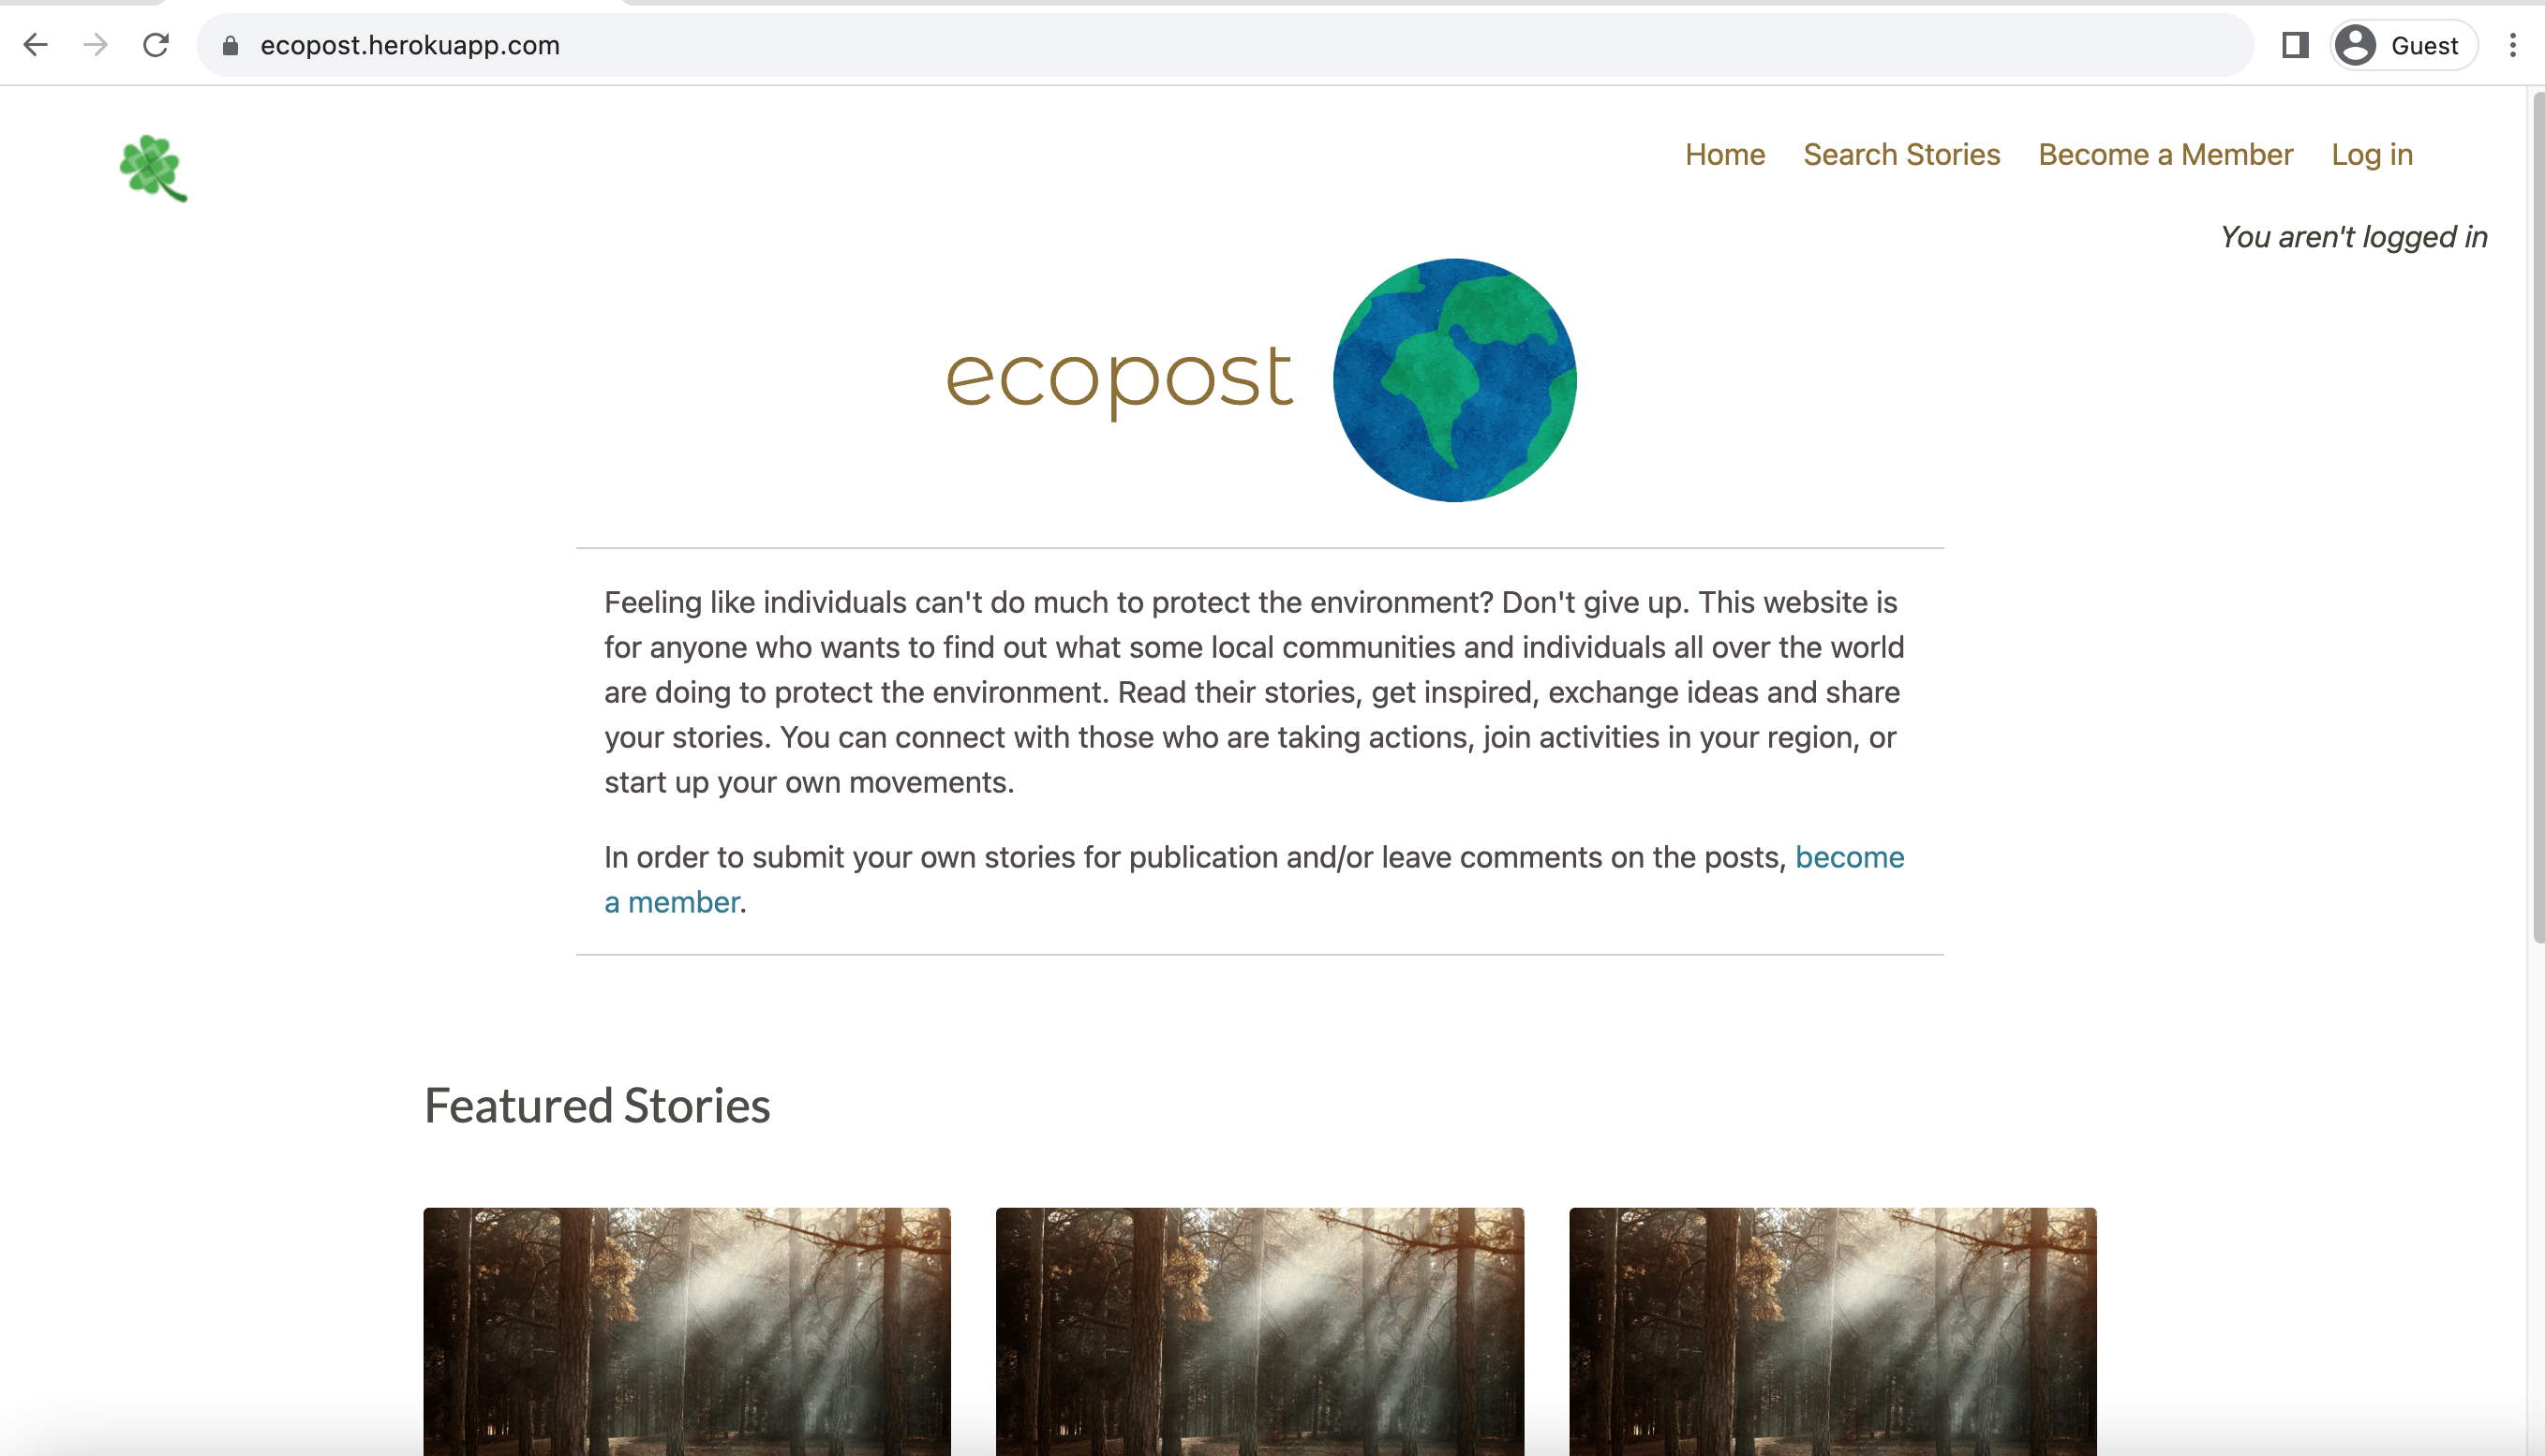 ecopost.herokuapp.com
Guest
Home Search Stories Become a Member Log in
You aren't logged in
ecopost
Feeling like individuals can't do much to protect the environment? Don't give up. This website is
for anyone who wants to find out what some local communities and individuals all over the world
are doing to protect the environment. Read their stories, get inspired, exchange ideas and share
your stories. You can connect with those who are taking actions, join activities in your region, or
start up your own movements.
In order to submit your own stories for publication and/or leave comments on the posts, become
a member.
Featured Stories